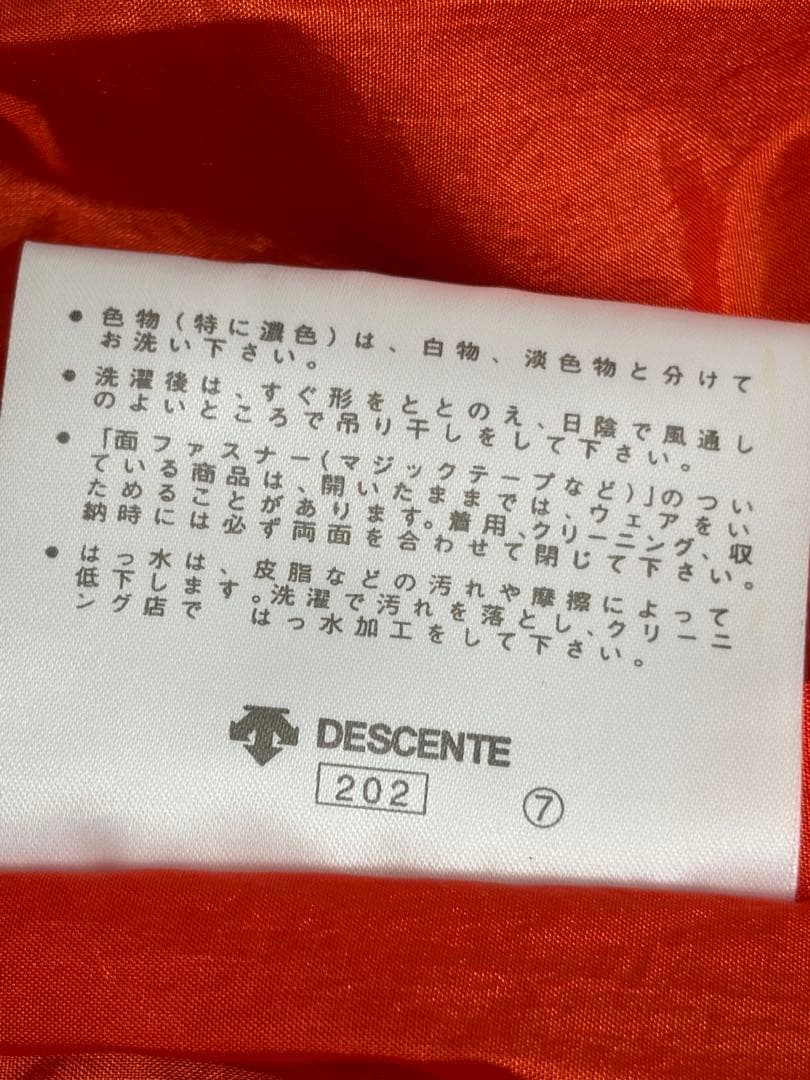 ● 色物(特に濃色)は、白物、淡色物と分けて
お洗い下さい。
● 洗濯後は、すぐ形をととのえ、日陰で風通し
のよいところで吊り干しをして下さい。
● 「面ファスナー(マジックテープなど)」のつい
ている商品は、開いたままでは、ウェアをい
ためることがあります。着用、クリーニング、収
納時には必ず両面を合わせて閉じて下さい。
● はっ水は、皮脂などの汚れや摩擦によって
低下します。洗濯で汚れを落とし、クリーニ
ング店で はっ水加工をして下さい。
DESCENTE
202
⑦